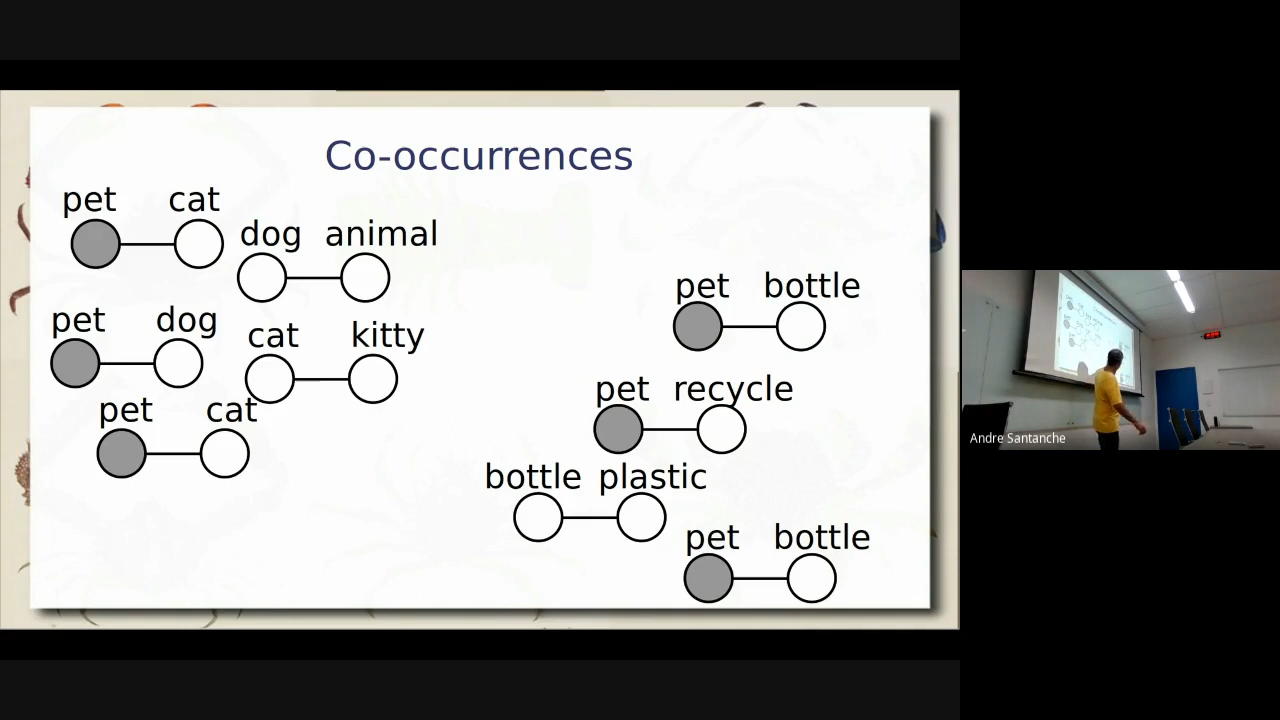 Co-occurrences
pet cat
dog animal
pet dog
cat kitty
pet cat
pet bottle
pet recycle
bottle plastic
pet bottle
Andre Santanche